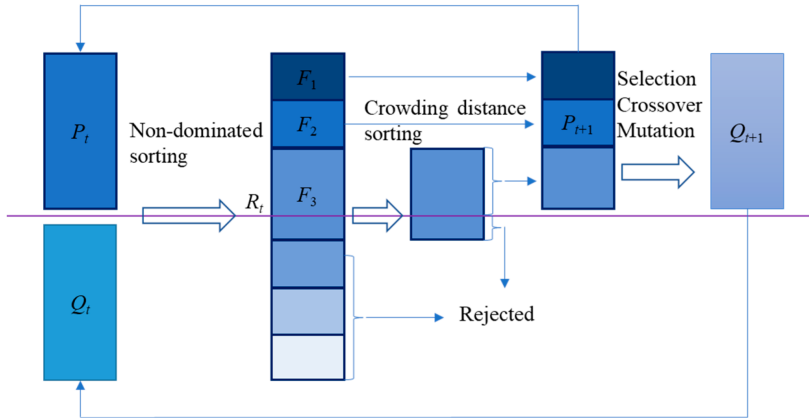 P_t
Non-dominated
sorting
Q_t
R_t
F_1
F_2
F_3
Crowding distance
sorting
Rejected
P_{t+1}
Selection
Crossover
Mutation
Q_{t+1}